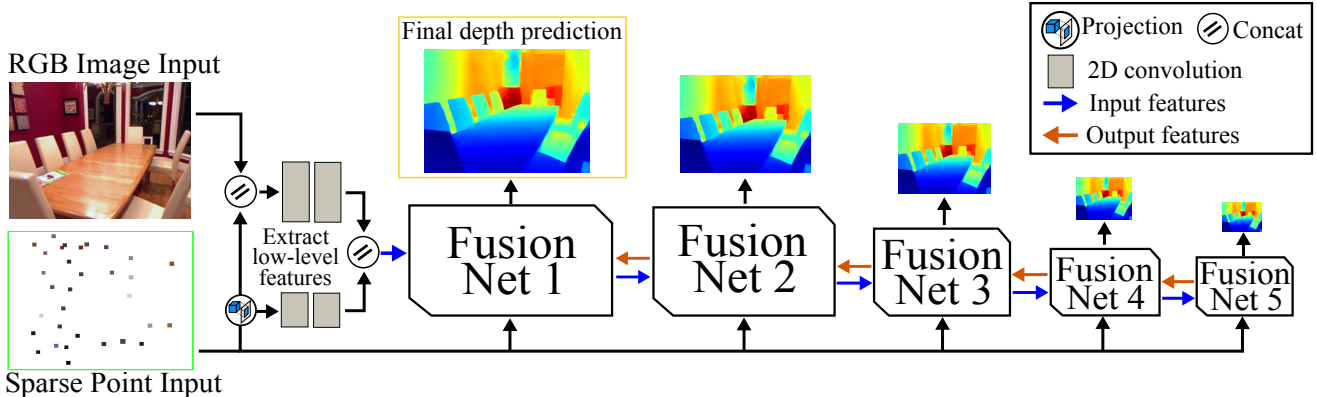 Final depth prediction
Projection
Concat
2D convolution
Input features
Output features
RGB Image Input
Extract
low-level
features
Fusion
Net 1
Fusion
Net 2
Fusion
Net 3
Fusion
Net 4
Fusion
Net 5
Sparse Point Input